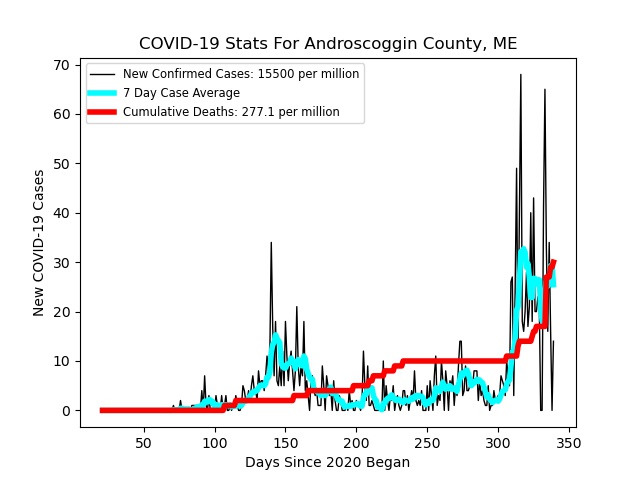 COVID-19 Stats For Androscoggin County, ME
New Confirmed Cases: 15500 per million
7 Day Case Average
Cumulative Deaths: 277.1 per million
New COVID-19 Cases
70
60
50
40
30
20
10
0
50 100 150 200 250 300 350
Days Since 2020 Began